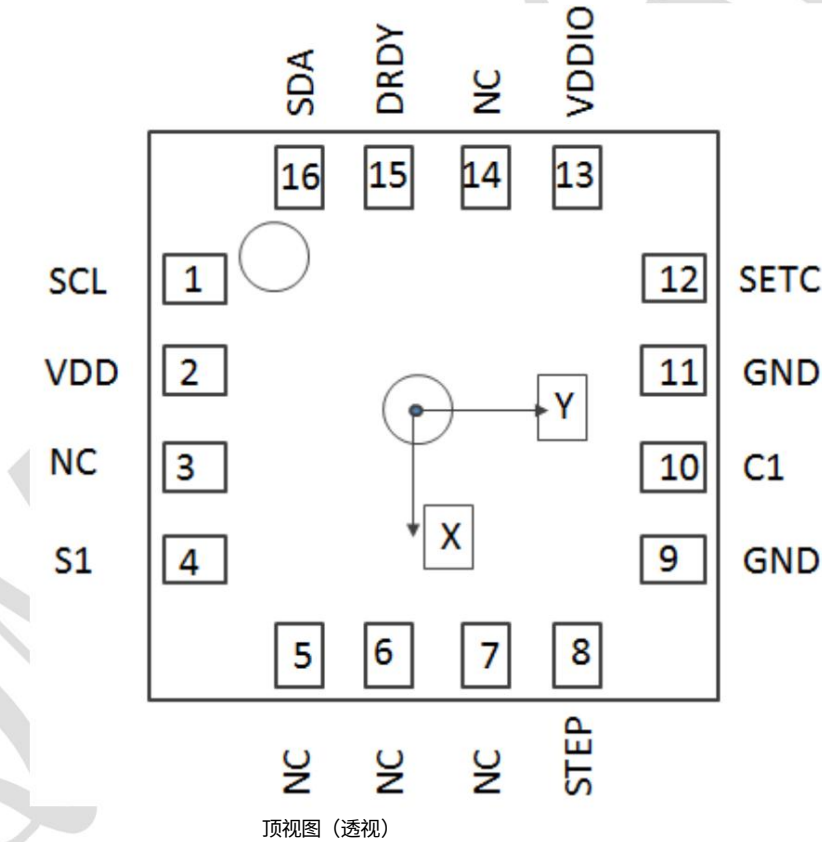 SDA DRDY NC VDDIO
16 15 14 13
SCL 1 12 SETC
VDD 2 11 GND
Y
NC 3 10 C1
X
S1 4 9 GND
5 6 7 8
NC NC NC STEP
顶视图（透视）